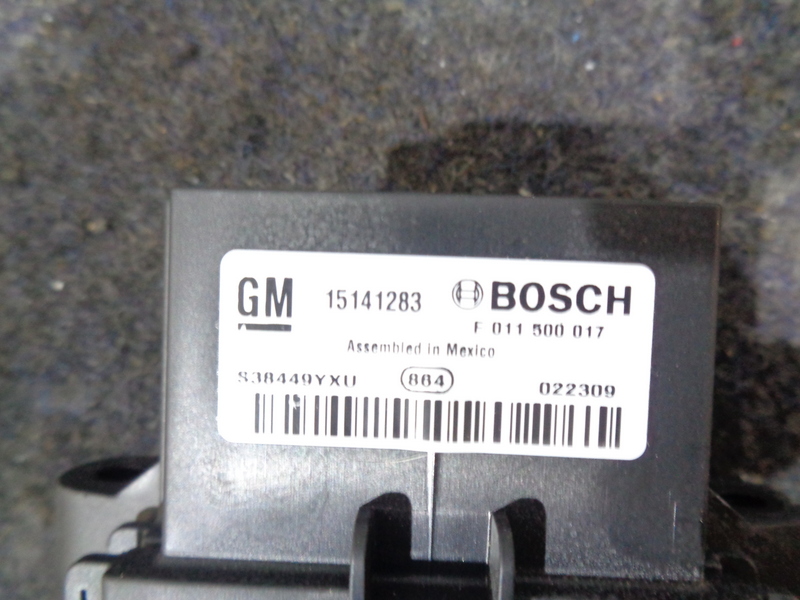 GM 15141283 BOSCH
F 011 500 017
Assembled in Mexico
S38449YXU 864 022309